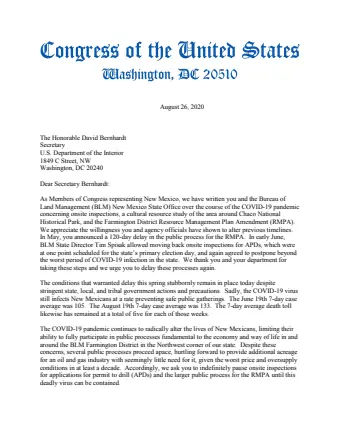 Congress of the United States
Washington, DC 20510
August 26, 2020
The Honorable David Bernhardt
Secretary
U.S. Department of the Interior
1849 C Street, NW
Washington, DC 20240
Dear Secretary Bernhardt:
As Members of Congress representing New Mexico, we have written you and the Bureau of
Land Management (BLM) New Mexico State Office over the course of the COVID-19 pandemic
concerning onsite inspections, a cultural resource study of the area around Chaco National
Historical Park, and the Farmington District Resource Management Plan Amendment (RMPA).
We appreciate the willingness you and agency officials have shown to alter previous timelines.
In May, you announced a 120-day delay in the public process for the RMPA. In early June,
BLM State Director Tim Spisak allowed moving back onsite inspections for APDs, which were
at one point scheduled for the state's primary election day, and again agreed to postpone beyond
the worst period of COVID-19 infection in the state. We thank you and your department for
taking these steps and we urge you to delay these processes again.
The conditions that warranted delay this spring stubbornly remain in place today despite
stringent state, local, and tribal government actions and precautions. Sadly, the COVID-19 virus
still infects New Mexicans at a rate preventing safe public gatherings. The June 19th 7-day case
average was 105. The August 19th 7-day case average was 133. The 7-day average death toll
likewise has remained at a total of five for each of those weeks.
The COVID-19 pandemic continues to radically alter the lives of New Mexicans, limiting their
ability to fully participate in public processes fundamental to the economy and way of life in and
around the BLM Farmington District in the Northwest corner of our state. Despite these
concerns, several public processes proceed apace, hurtling forward to provide additional acreage
for an oil and gas industry with seemingly little need for it, given the worst price and oversupply
conditions in at least a decade. Accordingly, we ask you to indefinitely pause onsite inspections
for applications for permit to drill (APDs) and the larger public process for the RMPA until this
deadly virus can be contained.